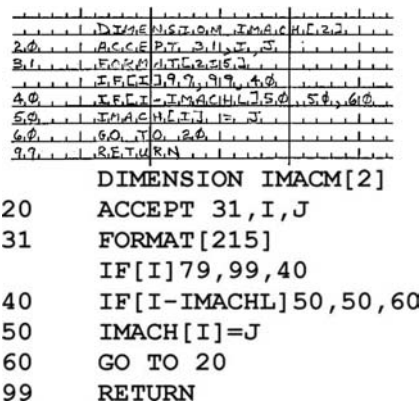 DIMENSION IMACH[2]
20 ACCEPT 31,I,J
31 FORMAT[2I5]
IF[I]99,99,40
40 IF[I-IMACHL]50,50,60
50 IMACH[I] = J
60 GO TO 20
99 RETURN
DIMENSION IMACM[2]
20 ACCEPT 31,I,J
31 FORMAT[215]
IF[I]79,99,40
40 IF[I-IMACHL]50,50,60
50 IMACH[I]=J
60 GO TO 20
99 RETURN